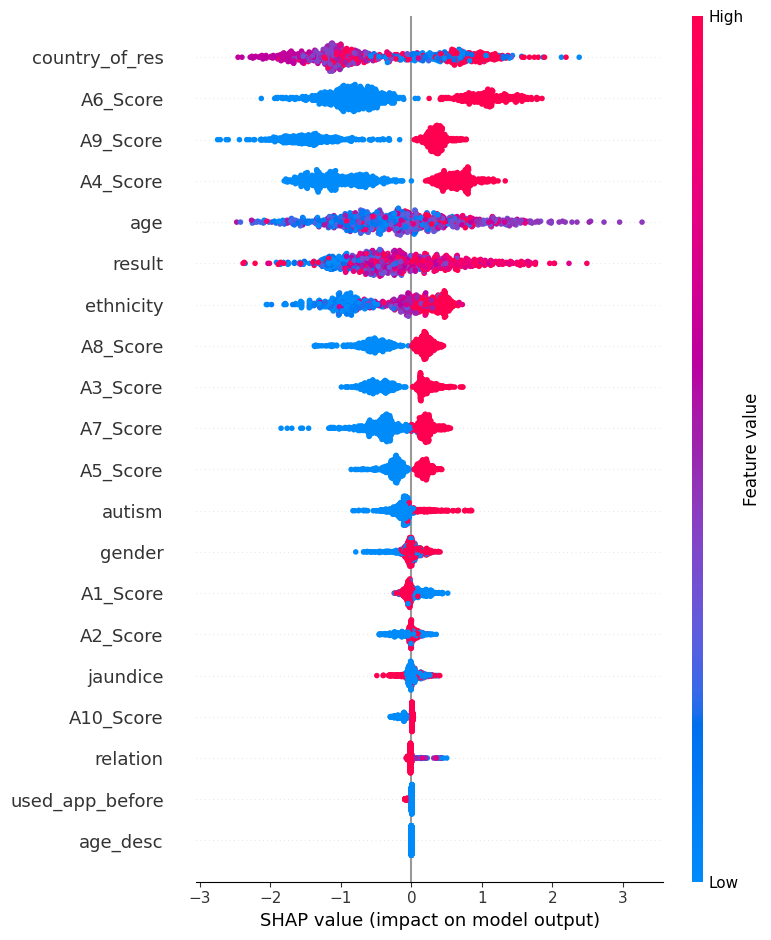 High
country_of_res
A6_Score
A9_Score
A4_Score
age
result
ethnicity
A8_Score
A3_Score
A7_Score
A5_Score
autism
gender
A1_Score
A2_Score
jaundice
A10_Score
relation
used_app_before
age_desc
Feature value
Low
−3 −2 −1 0 1 2 3
SHAP value (impact on model output)